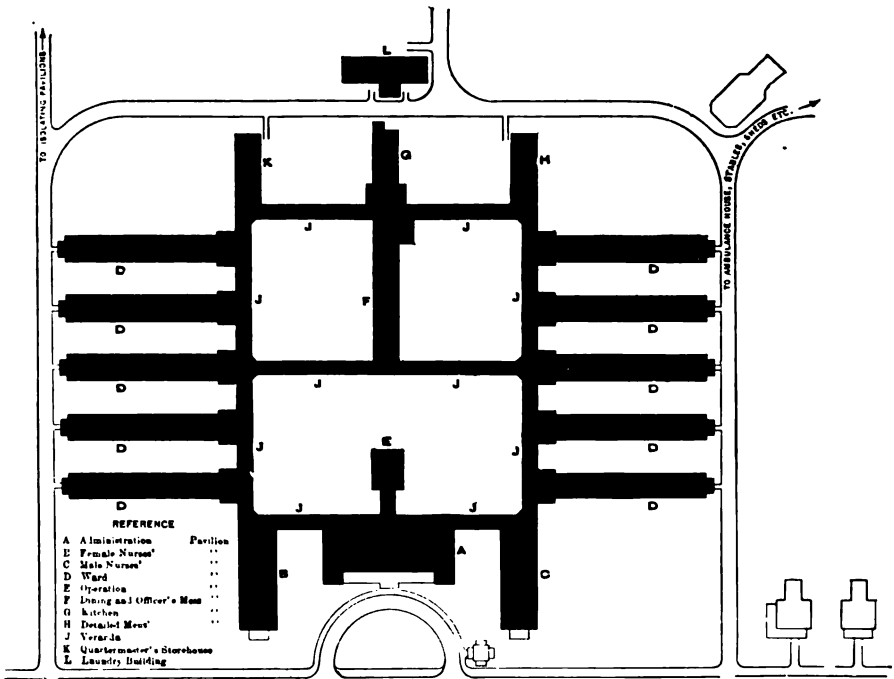 L
TO ISOLATING PAVILIONS
TO AMBULANCE HOUSE, STABLES, SHEDS ETC.
K
G
H
J
J
D
D
J
F
J
D
D
D
D
J
J
J
E
J
D
D
J
J
D
D
B
A
C
REFERENCE
A Administration Pavilion
E Female Nurses' "
C Male Nurses' "
D Ward "
E Operation "
F Dining and Officer's Mess "
G Kitchen "
H Detailed Mens' "
J Veranda
K Quartermaster's Storehouse
L Laundry Building